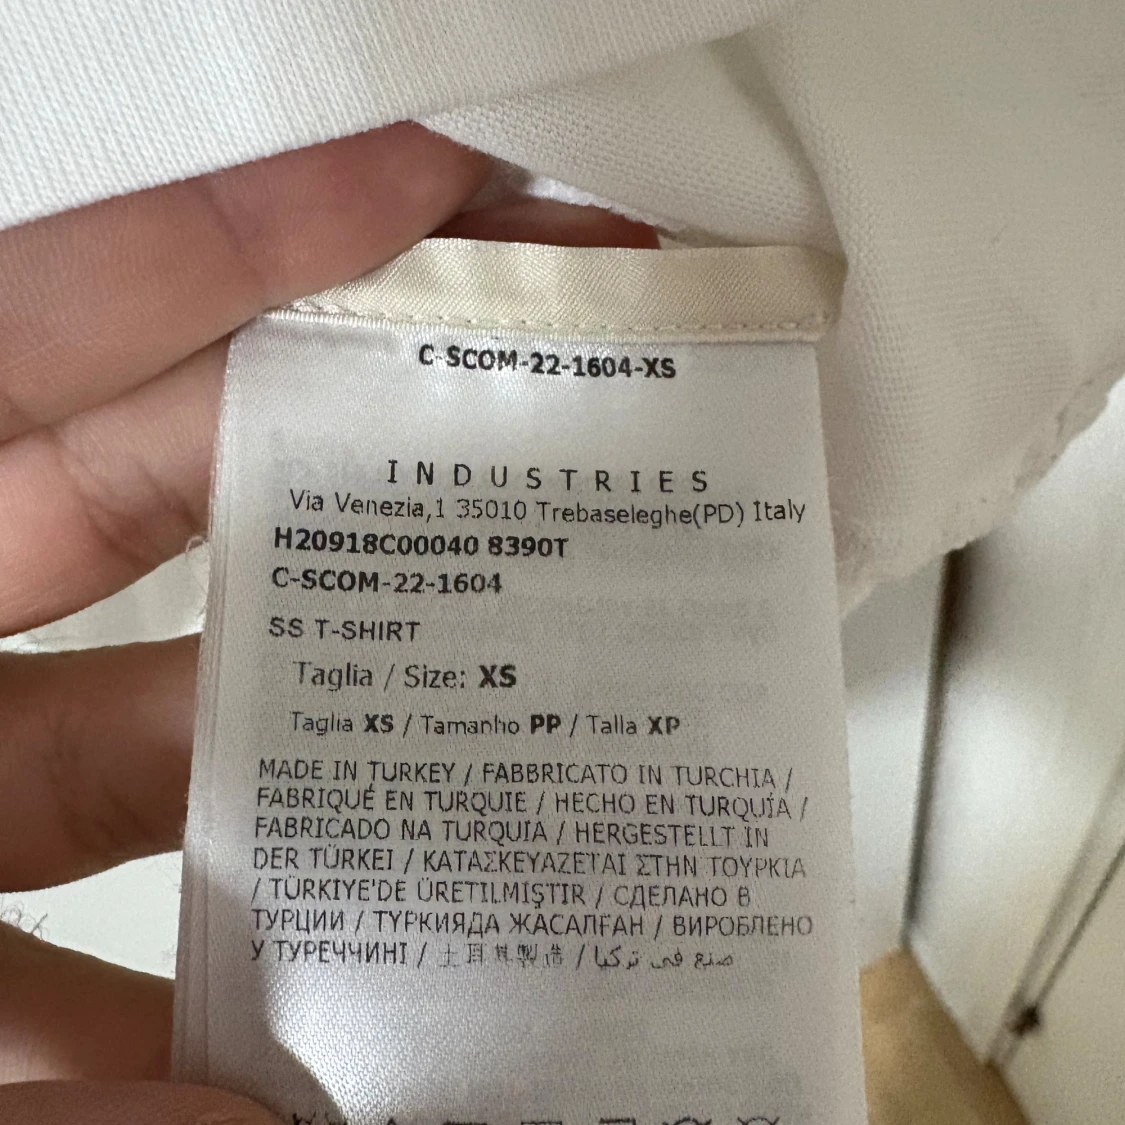 C-SCOM-22-1604-XS
INDUSTRIES
Via Venezia,1 35010 Trebaseleghe(PD) Italy
H20918C00040 8390T
C-SCOM-22-1604
SS T-SHIRT
Taglia / Size: XS
Taglia XS / Tamanho PP / Talla XP
MADE IN TURKEY / FABBRICATO IN TURCHIA /
FABRIQUÉ EN TURQUIE / HECHO EN TURQUÍA /
FABRICADO NA TURQUIA / HERGESTELLT IN
DER TÜRKEI / ΚΑΤΑΣΚΕΥΑΖΕΤΑΙ ΣΤΗΝ ΤΟΥΡΚΙΑ
/ TÜRKİYE'DE ÜRETİLMİŞTİR / СДЕЛАНО В
ТУРЦИИ / ТҮРКИЯДА ЖАСАЛҒАН / ВИРОБЛЕНО
У ТУРЕЧЧИНІ / 土耳其製造 / صنع في تركيا